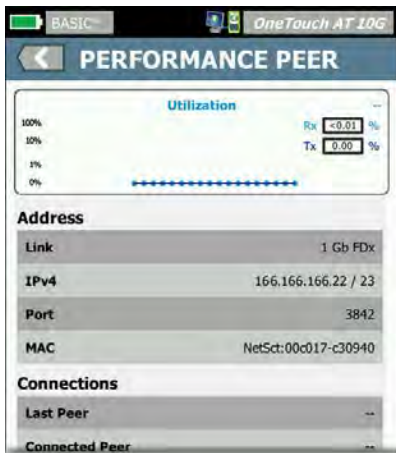 BASIC
OneTouch AT 10G
PERFORMANCE PEER
Utilization --
100%
Rx <0.01 %
10%
Tx 0.00 %
1%
0%
Address
Link 1 Gb FDx
IPv4 166.166.166.22 / 23
Port 3842
MAC NetSct:00c017-c30940
Connections
Last Peer --
Connected Peer --